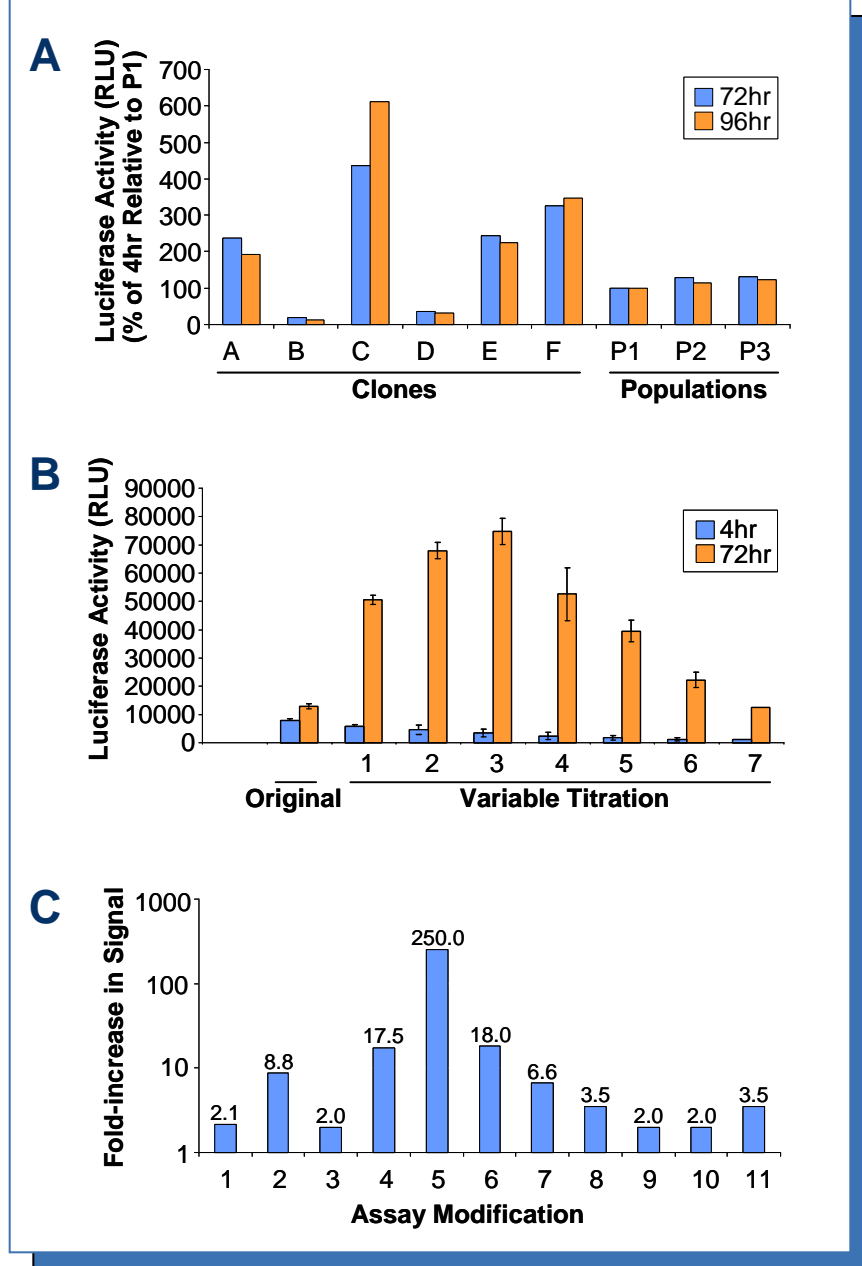 A
Luciferase Activity (RLU)
(% of 4hr Relative to P1)
700
600
500
400
300
200
100
0
72hr
96hr
A B C D E F P1 P2 P3
Clones Populations
B
Luciferase Activity (RLU)
90000
80000
70000
60000
50000
40000
30000
20000
10000
0
4hr
72hr
1 2 3 4 5 6 7
Original Variable Titration
C
Fold-increase in Signal
1000
100
10
1
2.1 8.8 2.0 17.5 250.0 18.0 6.6 3.5 2.0 2.0 3.5
1 2 3 4 5 6 7 8 9 10 11
Assay Modification